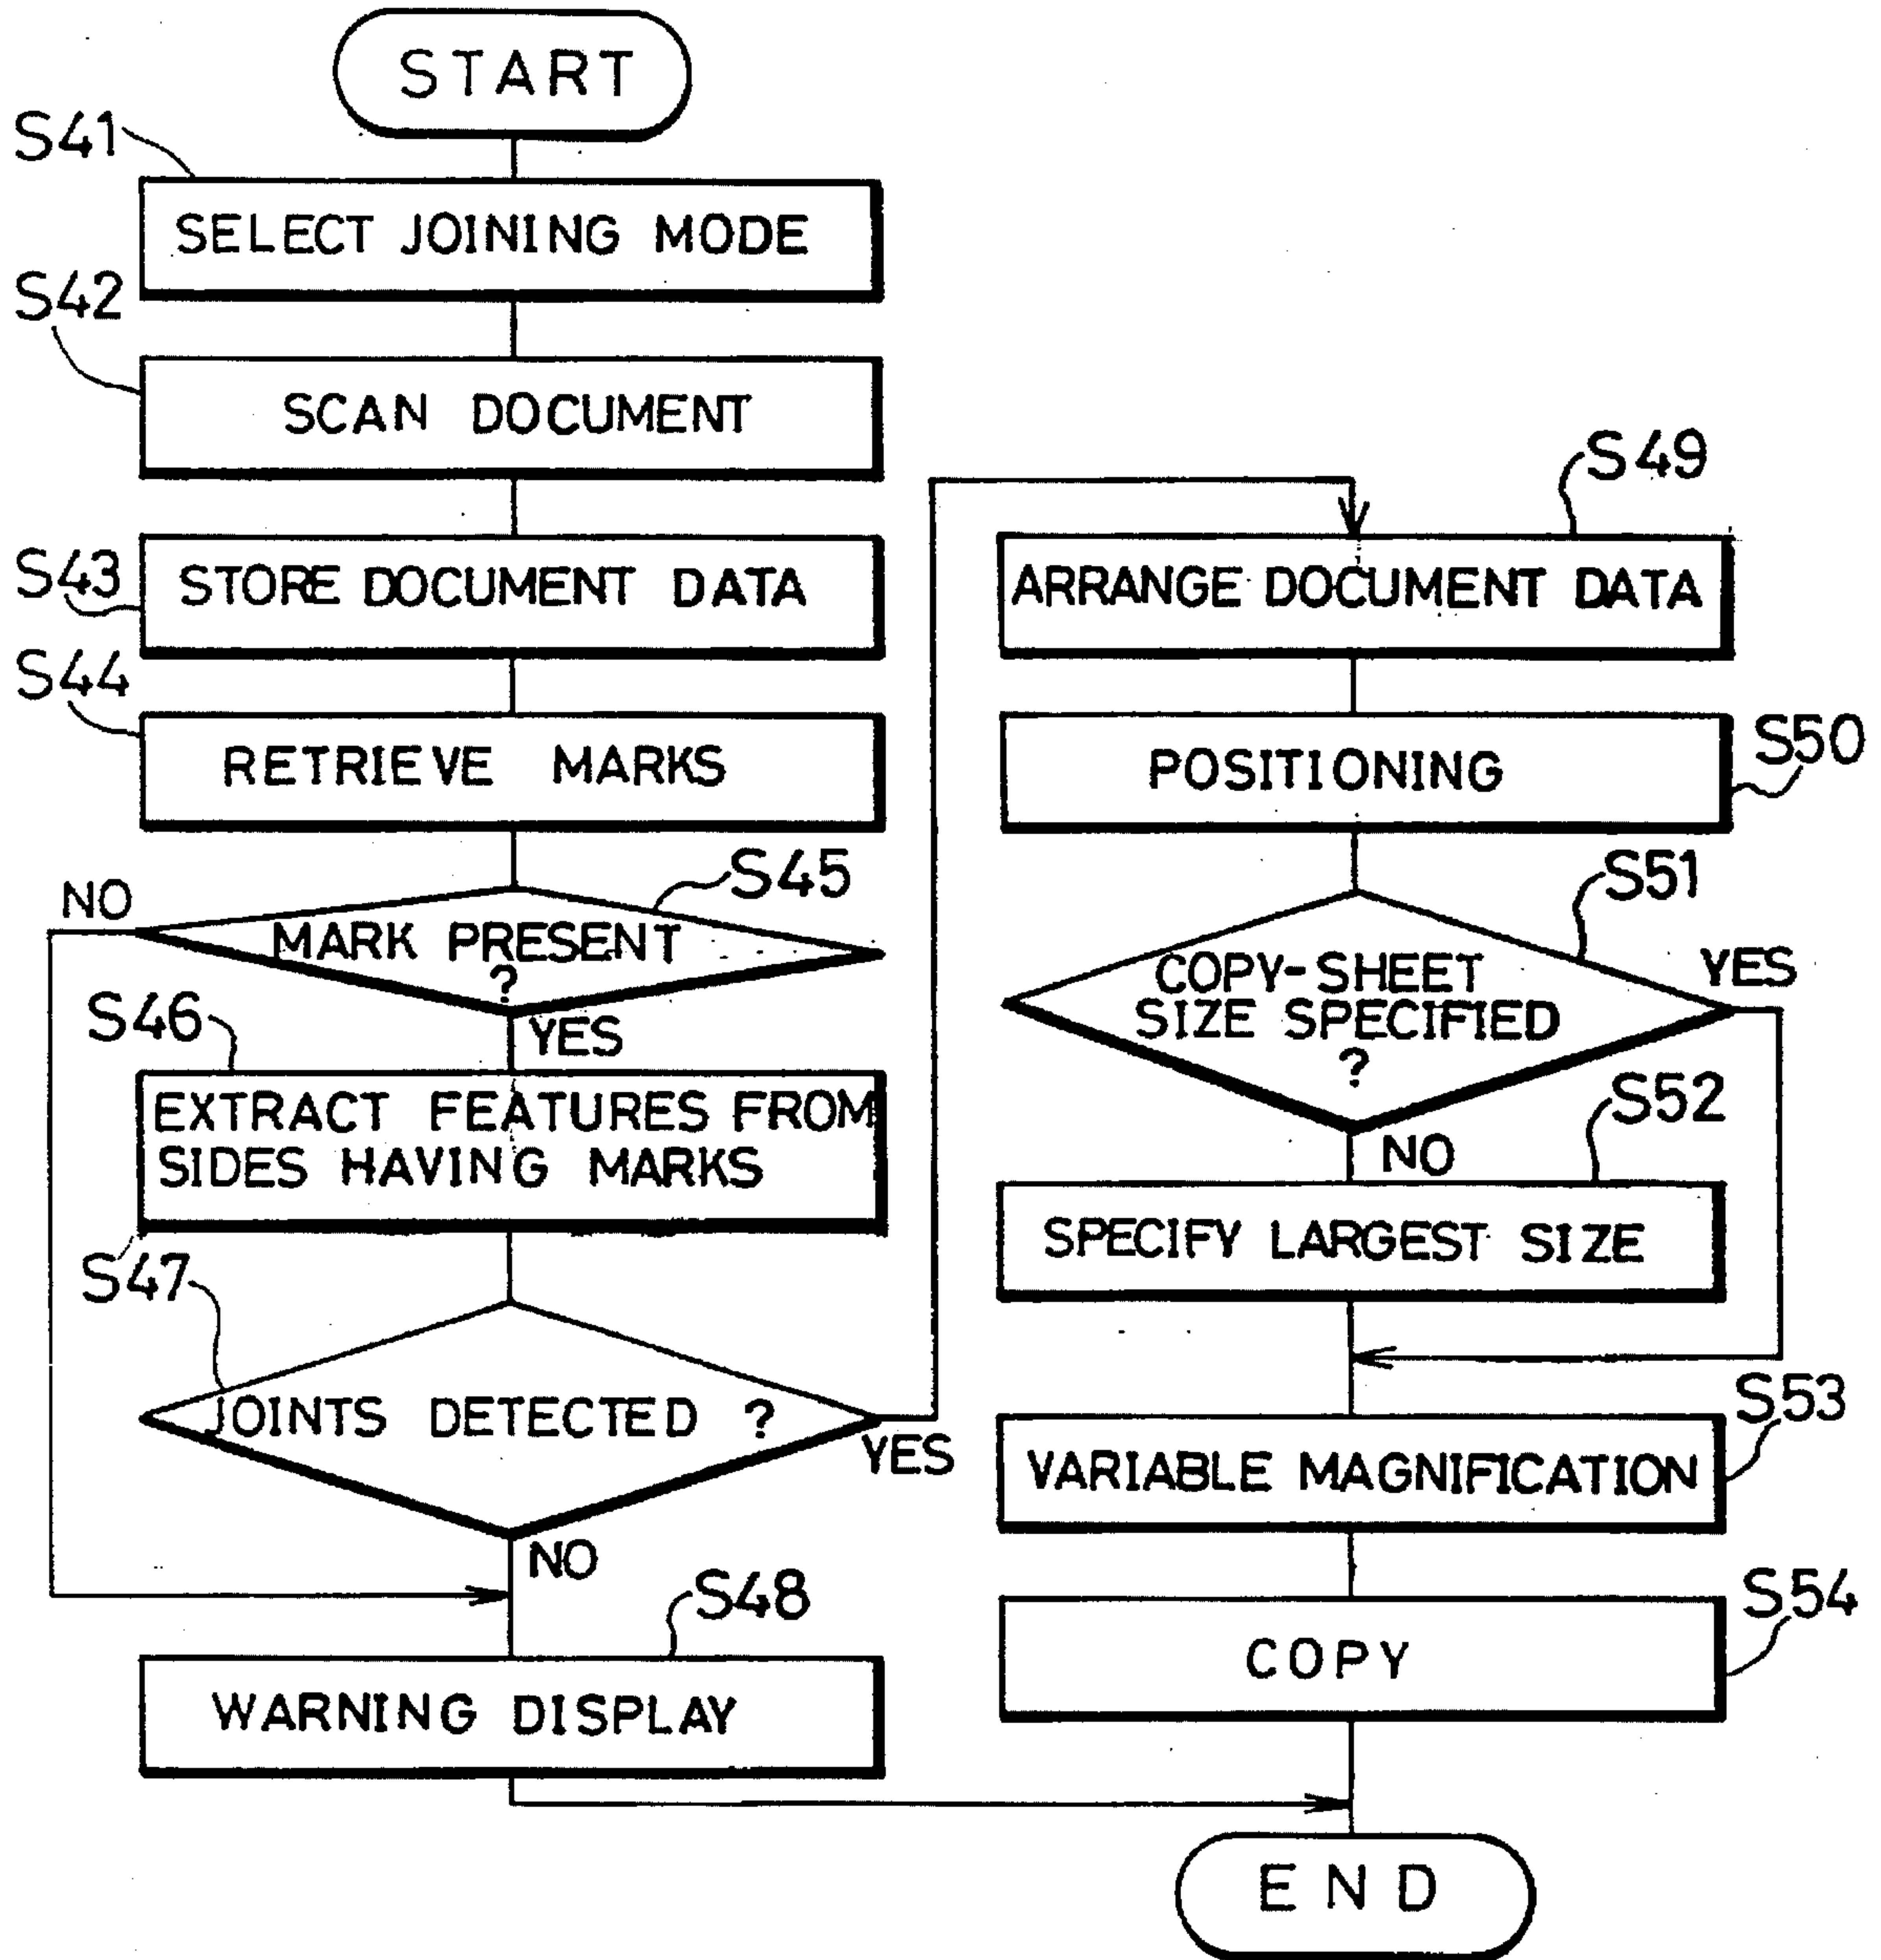 START
S41
SELECT JOINING MODE
S42
SCAN DOCUMENT
S43
STORE DOCUMENT DATA
S44
RETRIEVE MARKS
S45
NO
MARK PRESENT
?
YES
S46
EXTRACT FEATURES FROM
SIDES HAVING MARKS
S47
JOINTS DETECTED ?
YES
NO
S48
WARNING DISPLAY
S49
ARRANGE DOCUMENT DATA
S50
POSITIONING
S51
COPY-SHEET
SIZE SPECIFIED
?
YES
NO
S52
SPECIFY LARGEST SIZE
S53
VARIABLE MAGNIFICATION
S54
COPY
END